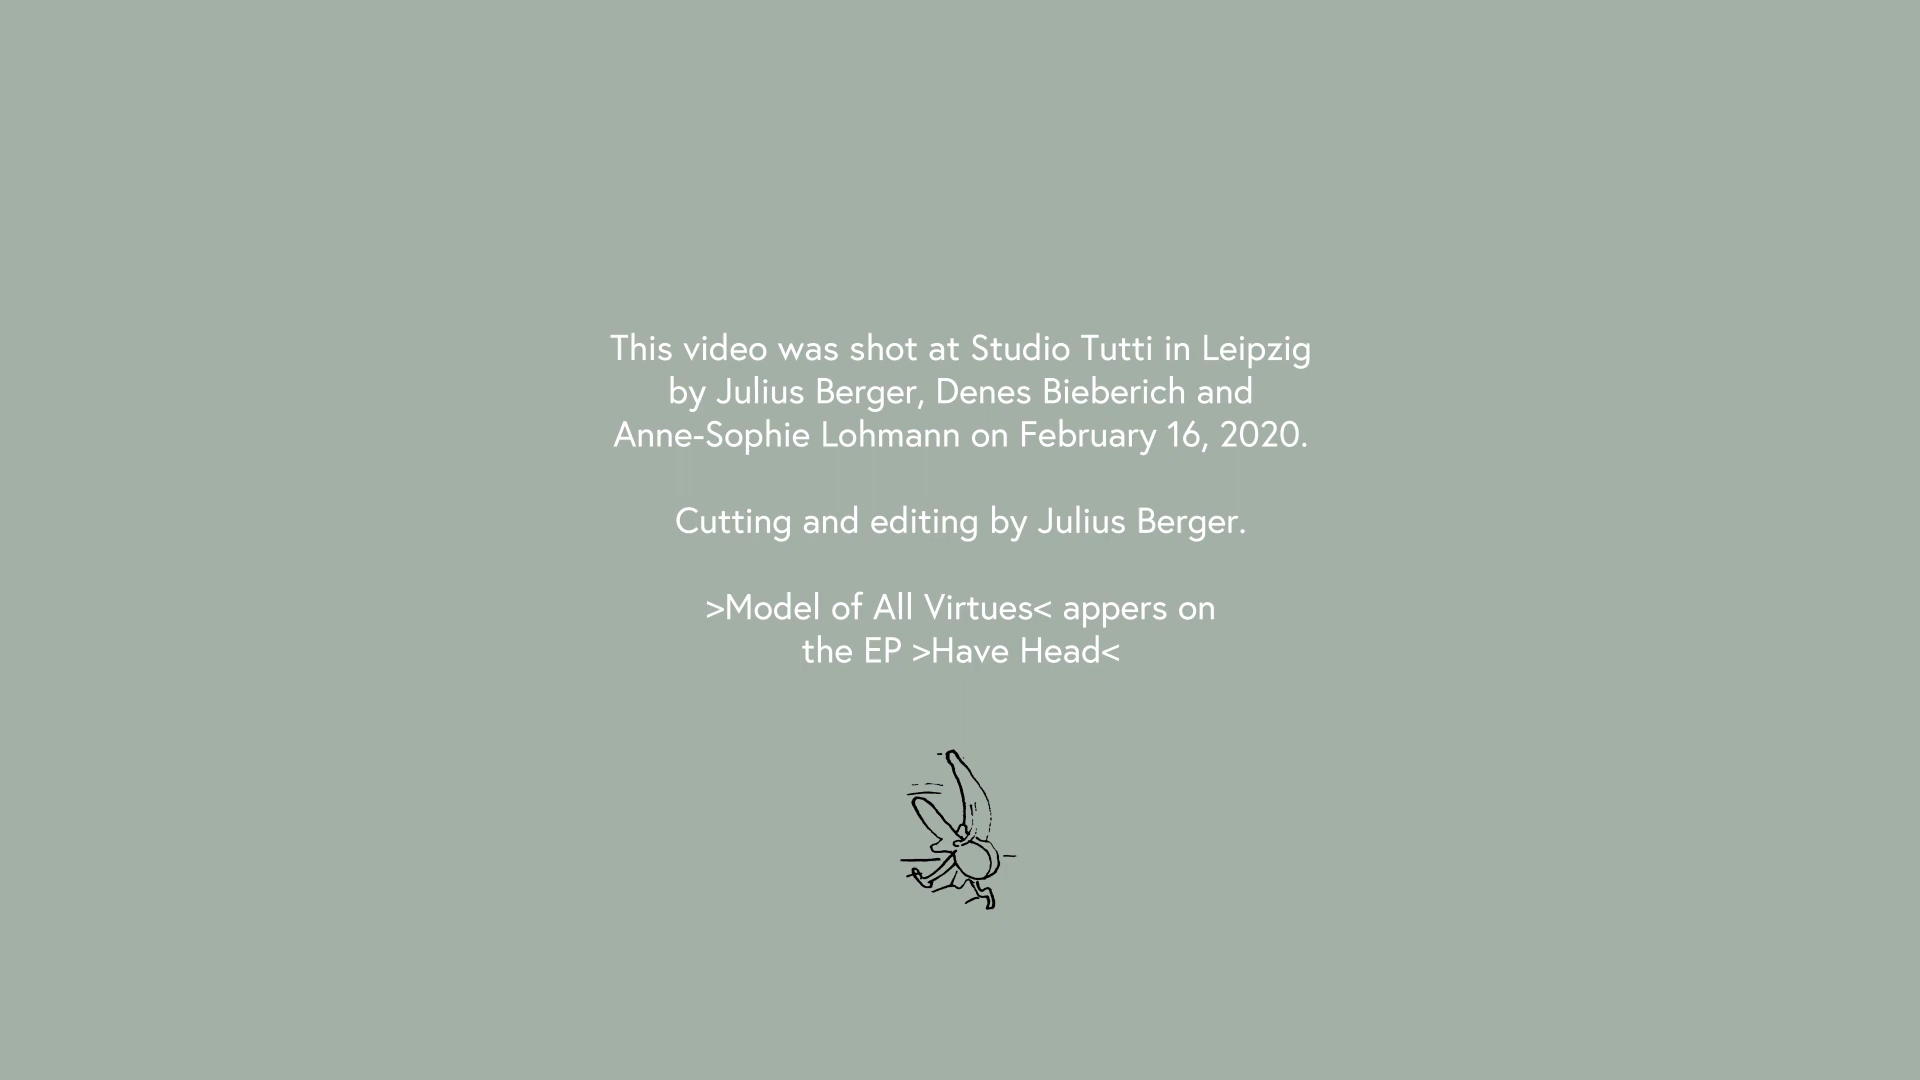 This video was shot at Studio Tutti in Leipzig
by Julius Berger, Denes Bieberich and
Anne-Sophie Lohmann on February 16, 2020.
Cutting and editing by Julius Berger.
>Model of All Virtues< appers on
the EP >Have Head<